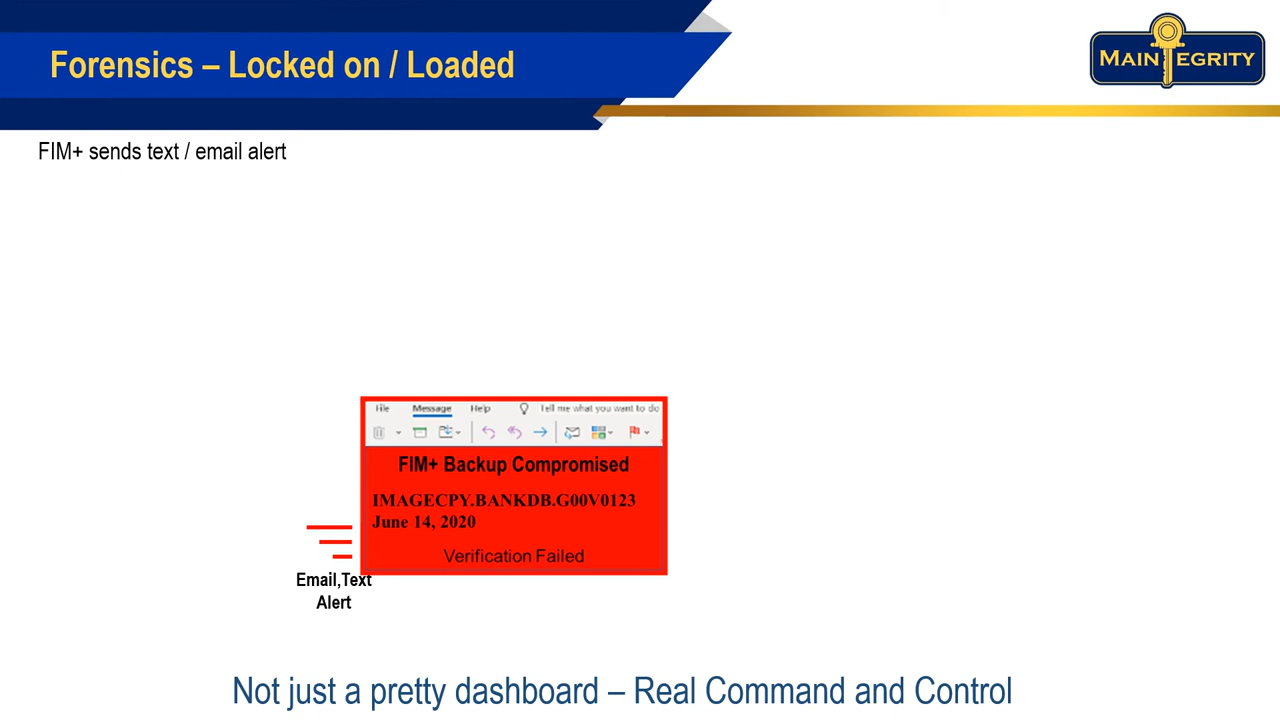 Forensics – Locked on / Loaded
MAINTEGRITY
FIM+ sends text / email alert
File Message Help Tell me what you want to do
FIM+ Backup Compromised
IMAGECPY.BANKDB.G00V0123
June 14, 2020
Verification Failed
Email,Text
Alert
Not just a pretty dashboard – Real Command and Control